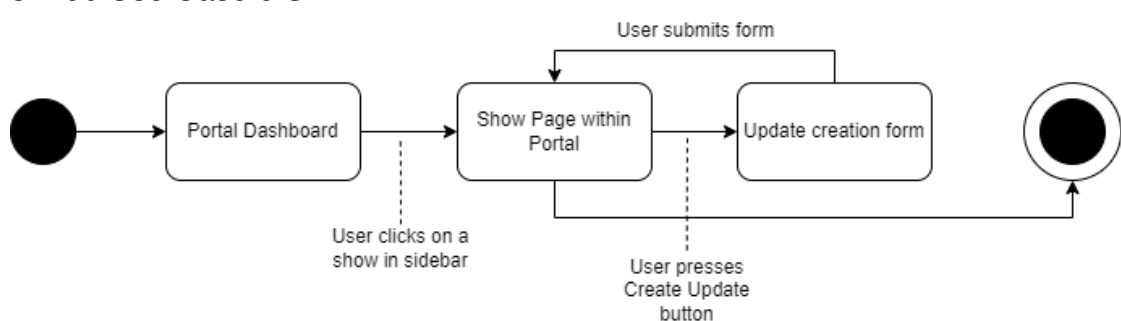 User submits form
Portal Dashboard
Show Page within
Portal
Update creation form
User clicks on a
show in sidebar
User presses
Create Update
button